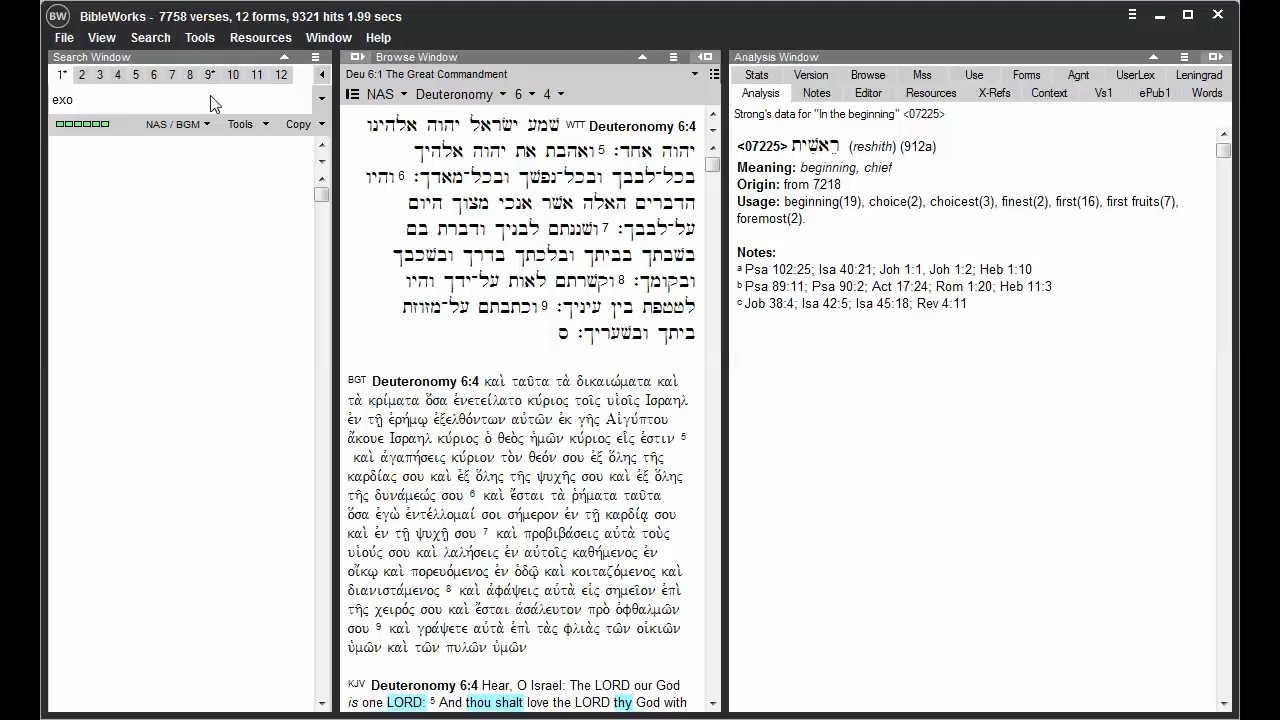 BW BibleWorks - 7758 verses, 12 forms, 9321 hits 1.99 secs
File View Search Tools Resources Window Help
Search Window
1* 2 3 4 5 6 7 8 9* 10 11 12
exo
NAS / BGM Tools Copy
Browse Window
Deu 6:1 The Great Commandment
NAS Deuteronomy 6 4
WTT Deuteronomy 6:4 שמע ישראל יהוה אלהינו
יהוה אחד: 5 ואהבת את יהוה אלהיך
בכל־לבבך ובכל־נפשך ובכל־מאדך: 6 והיו
הדברים האלה אשר אנכי מצוך היום
על־לבבך: 7 ושננתם לבניך ודברת בם
בשבתך בביתך ובלכתך בדרך ובשכבך
ובקומך: 8 וקשרתם לאות על־ידך והיו
לטטפת בין עיניך: 9 וכתבתם על־מזוזת
ביתך ובשעריך: ס
BGT Deuteronomy 6:4 καὶ ταῦτα τὰ δικαιώματα καὶ
τὰ κρίματα ὅσα ἐνετείλατο κύριος τοῖς υἱοῖς Ισραηλ
ἐν τῇ ἐρήμῳ ἐξελθόντων αὐτῶν ἐκ γῆς Αἰγύπτου
ἄκουε Ισραηλ κύριος ὁ θεὸς ἡμῶν κύριος εἷς ἐστιν 5
καὶ ἀγαπήσεις κύριον τὸν θεόν σου ἐξ ὅλης τῆς
καρδίας σου καὶ ἐξ ὅλης τῆς ψυχῆς σου καὶ ἐξ ὅλης
τῆς δυνάμεώς σου 6 καὶ ἔσται τὰ ῥήματα ταῦτα
ὅσα ἐγὼ ἐντέλλομαί σοι σήμερον ἐν τῇ καρδίᾳ σου
καὶ ἐν τῇ ψυχῇ σου 7 καὶ προβιβάσεις αὐτὰ τοὺς
υἱούς σου καὶ λαλήσεις ἐν αὐτοῖς καθήμενος ἐν
οἴκῳ καὶ πορευόμενος ἐν ὁδῷ καὶ κοιταζόμενος καὶ
διανιστάμενος 8 καὶ ἀφάψεις αὐτὰ εἰς σημεῖον ἐπὶ
τῆς χειρός σου καὶ ἔσται ἀσάλευτον πρὸ ὀφθαλμῶν
σου 9 καὶ γράψετε αὐτὰ ἐπὶ τὰς φλιὰς τῶν οἰκιῶν
ὑμῶν καὶ τῶν πυλῶν ὑμῶν
KJV Deuteronomy 6:4 Hear, O Israel: The LORD our God
is one LORD: 5 And thou shalt love the LORD thy God with
Analysis Window
Stats Version Browse Mss Use Forms Agnt UserLex Leningrad
Analysis Notes Editor Resources X-Refs Context Vs1 ePub1 Words
Strong's data for "In the beginning" <07225>
<07225> רֵאשִׁית (reshith) (912a)
Meaning: beginning, chief
Origin: from 7218
Usage: beginning(19), choice(2), choicest(3), finest(2), first(16), first fruits(7),
foremost(2).
Notes:
a Psa 102:25; Isa 40:21; Joh 1:1, Joh 1:2; Heb 1:10
b Psa 89:11; Psa 90:2; Act 17:24; Rom 1:20; Heb 11:3
c Job 38:4; Isa 42:5; Isa 45:18; Rev 4:11